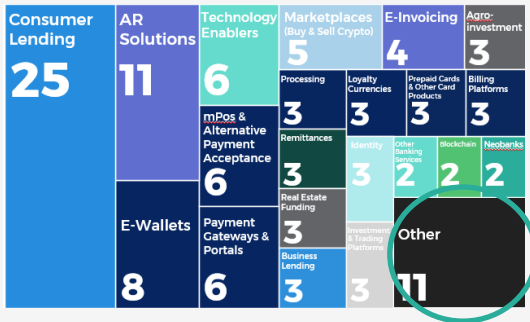 Consumer
Lending
25
AR
Solutions
11
E-Wallets
8
Technology
Enablers
6
mPos &
Alternative
Payment
Acceptance
6
Payment
Gateways &
Portals
6
Marketplaces
(Buy & Sell Crypto)
5
E-Invoicing
4
Agro-
investment
3
Processing
3
Loyalty
Currencies
3
Prepaid Cards
& Other Card
Products
3
Billing
Platforms
3
Remittances
3
Real Estate
Funding
3
Business
Lending
3
Identity
3
Investment
& Trading
Platforms
3
Other
Banking
Services
2
Blockchain
2
Neobanks
2
Other
11